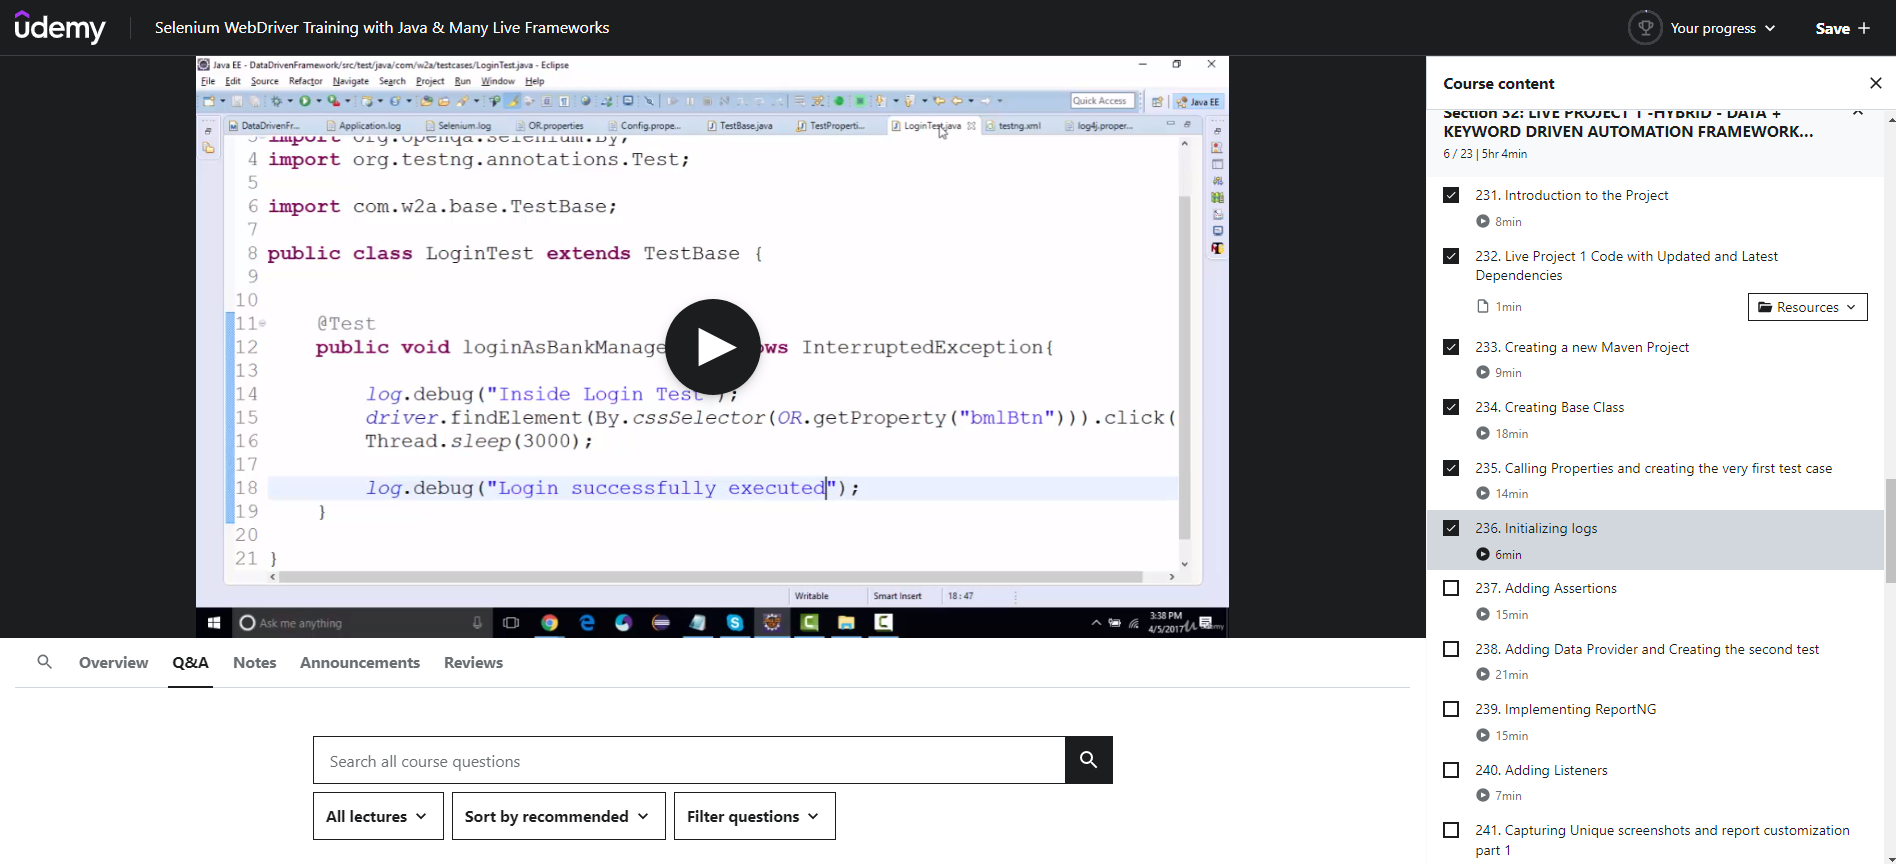 udemy
Selenium WebDriver Training with Java & Many Live Frameworks
Your progress
Save
Java EE - DataDrivenFramework/src/test/java/com/w2a/testcases/LoginTest.java - Eclipse
File Edit Source Refactor Navigate Search Project Run Window Help
Quick Access
Java EE
DataDrivenFr...
Application.log
Selenium.log
OR.properties
Config.prope...
TestBase.java
TestProperti...
LoginTest.java
testng.xml
log4j.proper...
3 import org.openqa.selenium.By;
4 import org.testng.annotations.Test;
5
6 import com.w2a.base.TestBase;
7
8 public class LoginTest extends TestBase {
9
10
11 @Test
12 public void loginAsBankManage ows InterruptedException{
13
14 log.debug("Inside Login Test");
15 driver.findElement(By.cssSelector(OR.getProperty("bmlBtn"))).click(
16 Thread.sleep(3000);
17
18 log.debug("Login successfully executed");
19 }
20
21 }
Writable
Smart Insert
18 : 47
Ask me anything
3:38 PM
4/5/2017
Overview
Q&A
Notes
Announcements
Reviews
Search all course questions
All lectures
Sort by recommended
Filter questions
Course content
Section 32: LIVE PROJECT 1 -HYBRID - DATA +
KEYWORD DRIVEN AUTOMATION FRAMEWORK...
6 / 23 | 5hr 4min
231. Introduction to the Project
8min
232. Live Project 1 Code with Updated and Latest
Dependencies
1min
Resources
233. Creating a new Maven Project
9min
234. Creating Base Class
18min
235. Calling Properties and creating the very first test case
14min
236. Initializing logs
6min
237. Adding Assertions
15min
238. Adding Data Provider and Creating the second test
21min
239. Implementing ReportNG
15min
240. Adding Listeners
7min
241. Capturing Unique screenshots and report customization
part 1